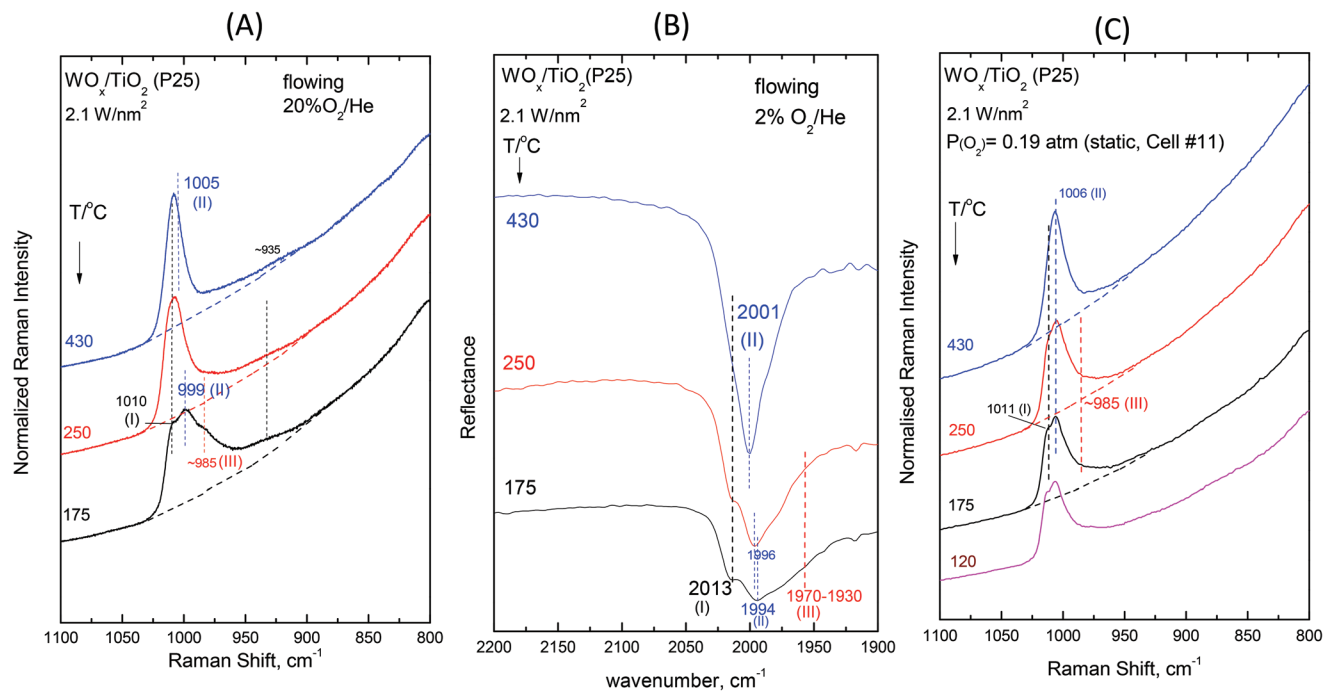 (A)
WOx/TiO2 (P25)
2.1 W/nm2
flowing
20%O2/He
T/°C
1005
(II)
~935
430
1010
(I)
999 (II)
250
~985 (III)
175
Normalized Raman Intensity
1100 1050 1000 950 900 850 800
Raman Shift, cm-1
(B)
WOx/TiO2 (P25)
2.1 W/nm2
flowing
2% O2/He
T/°C
430
2001
(II)
250
175
1996
2013
(I)
1994
(II)
1970-1930
(III)
Reflectance
2200 2150 2100 2050 2000 1950 1900
wavenumber, cm-1
(C)
WOx/TiO2 (P25)
2.1 W/nm2
P(O2)= 0.19 atm (static, Cell #11)
1006 (II)
T/°C
430
250
1011 (I)
~985 (III)
175
120
Normalised Raman Intensity
1100 1050 1000 950 900 850 800
Raman Shift, cm-1